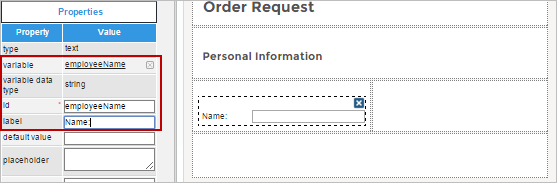 Properties
Property Value
type text
variable employeeName
variable data type string
id * employeeName
label Name:
default value
placeholder
Order Request
Personal Information
Name: